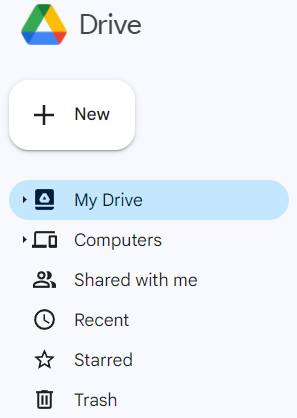 Drive
New
My Drive
Computers
Shared with me
Recent
Starred
Trash